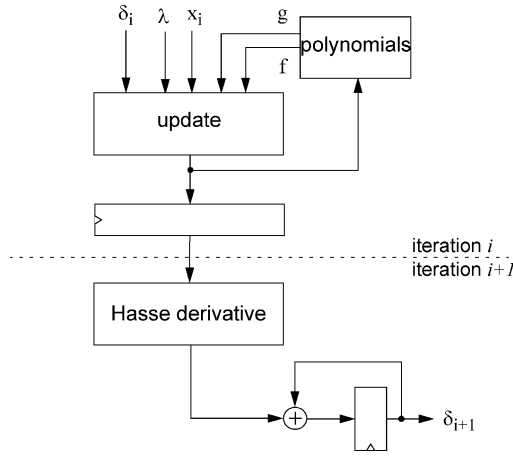 δi λ xi g
polynomials
f
update
iteration i
iteration i+1
Hasse derivative
+
δi+1